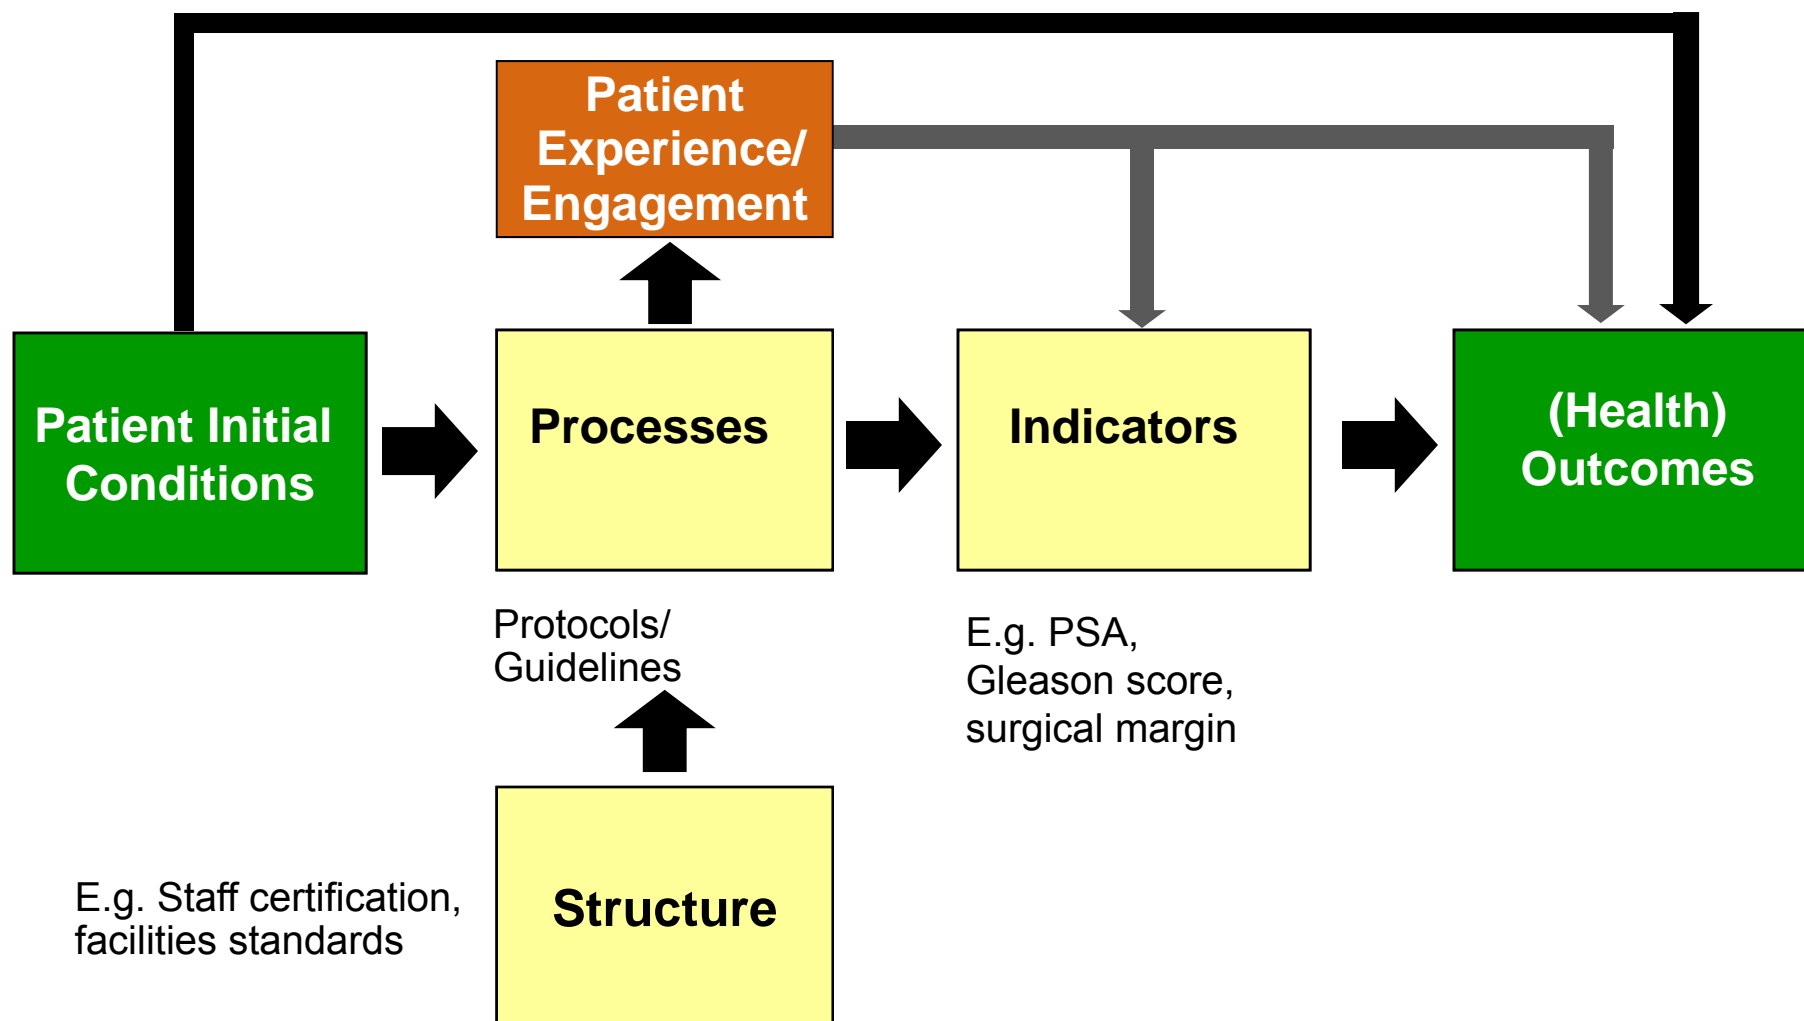 Patient
Experience/
Engagement
Patient Initial
Conditions
Processes
Indicators
(Health)
Outcomes
Protocols/
Guidelines
E.g. PSA,
Gleason score,
surgical margin
E.g. Staff certification,
facilities standards
Structure